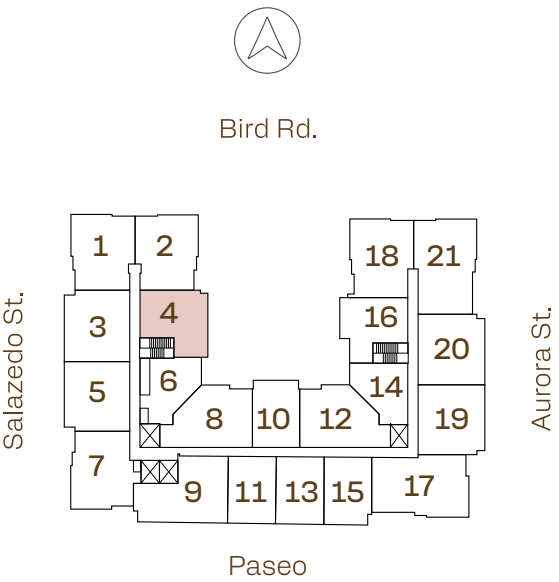 Bird Rd.
1 2 18 21
3 4 16 20
5 6 14 19
8 10 12
7 9 11 13 15 17
Salazedo St.
Aurora St.
Paseo